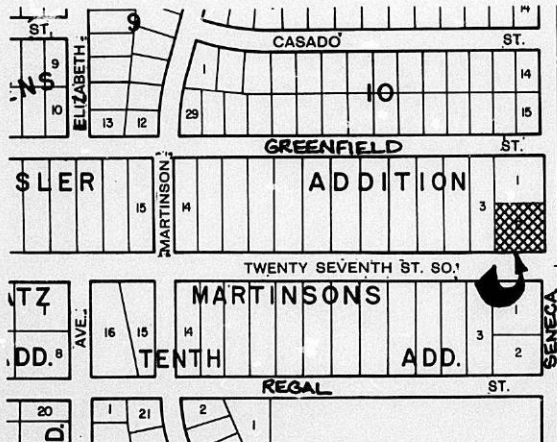 14
ST.
9
CASADO
ST.
ELIZABETH
9
NS
10
13
12
1
29
10
14
15
GREENFIELD
ST.
SLER
15
MARTINSON
14
ADDITION
3
1
TWENTY SEVENTH ST. SO.
TZ
ADD. 8
AVE.
16
15
14
MARTINSONS
TENTH
ADD.
3
1
2
SENECA
REGAL
ST.
20
D.
1
21
2
1